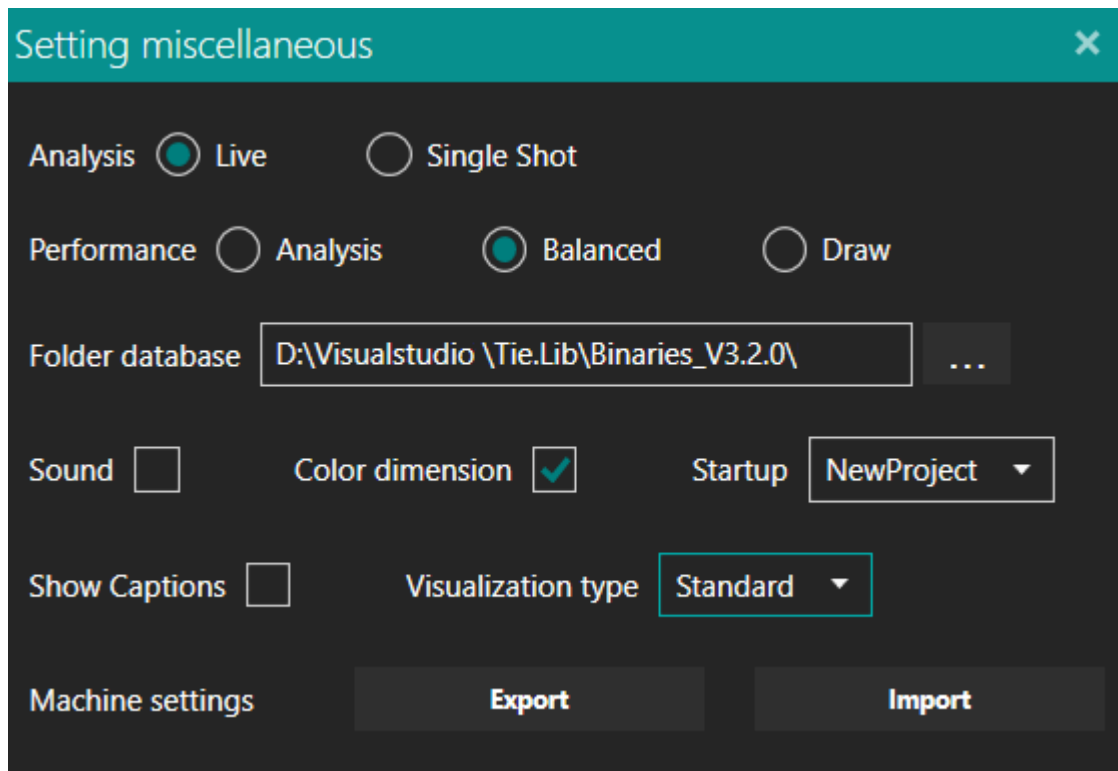 Setting miscellaneous
Analysis Live Single Shot
Performance Analysis Balanced Draw
Folder database D:\Visualstudio \Tie.Lib\Binaries_V3.2.0\ ...
Sound Color dimension Startup NewProject
Show Captions Visualization type Standard
Machine settings Export Import